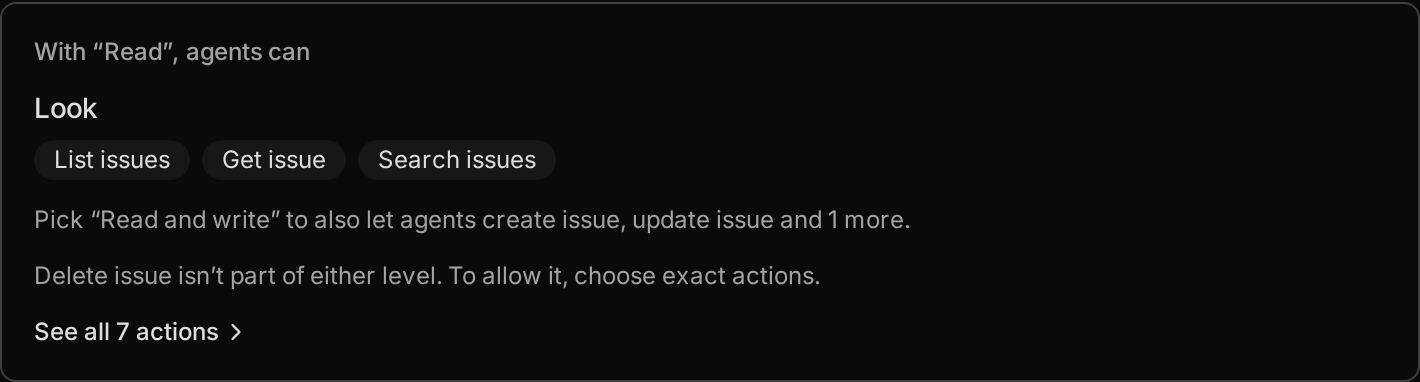 With “Read”, agents can
Look
List issues Get issue Search issues
Pick “Read and write” to also let agents create issue, update issue and 1 more.
Delete issue isn’t part of either level. To allow it, choose exact actions.
See all 7 actions